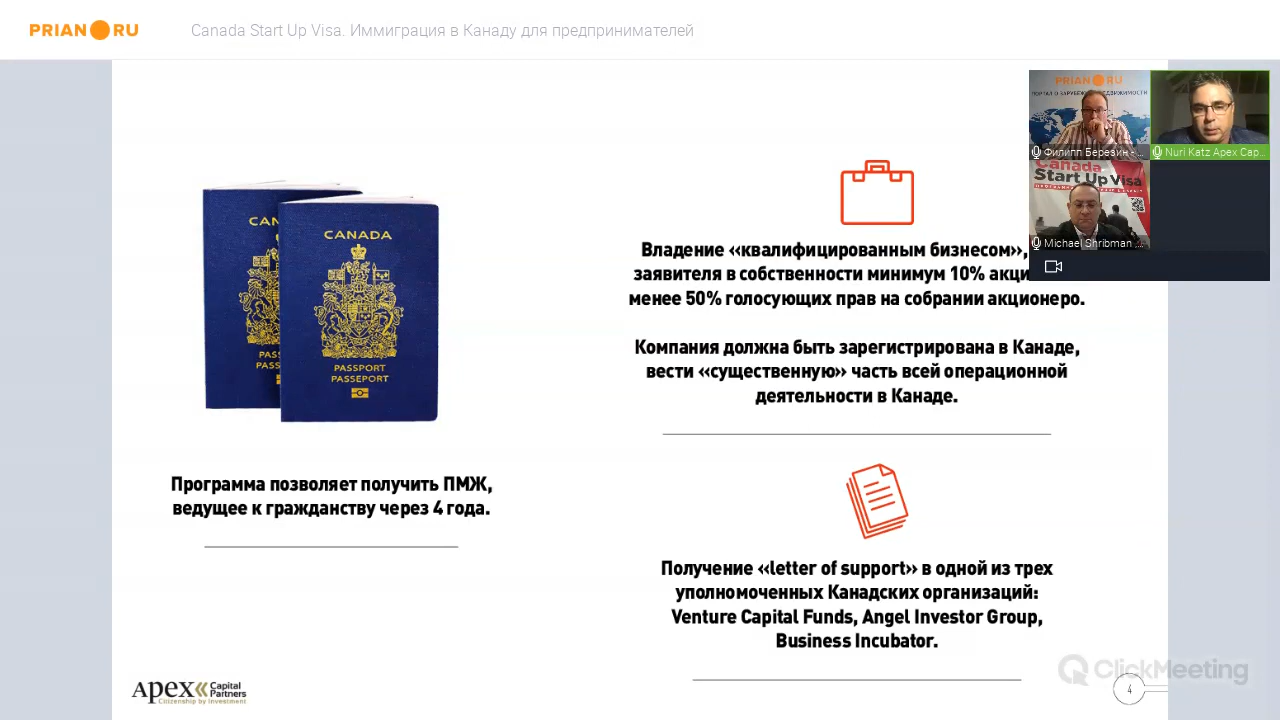 PRIAN RU
Canada Start Up Visa. Иммиграция в Канаду для предпринимателей
PRIAN RU
Филипп Березин - ...
Nuri Katz Apex Cap...
Canada
Start Up Visa
Michael Shribman ...
CANADA
PASSPORT
PASSEPORT
Программа позволяет получить ПМЖ,
ведущее к гражданству через 4 года.
Владение «квалифицированным бизнесом»,
заявителя в собственности минимум 10% акци
менее 50% голосующих прав на собрании акционеро.
Компания должна быть зарегистрирована в Канаде,
вести «существенную» часть всей операционной
деятельности в Канаде.
Получение «letter of support» в одной из трех
уполномоченных Канадских организаций:
Venture Capital Funds, Angel Investor Group,
Business Incubator.
Apex Capital Partners
Citizenship by Investment
ClickMeeting
4